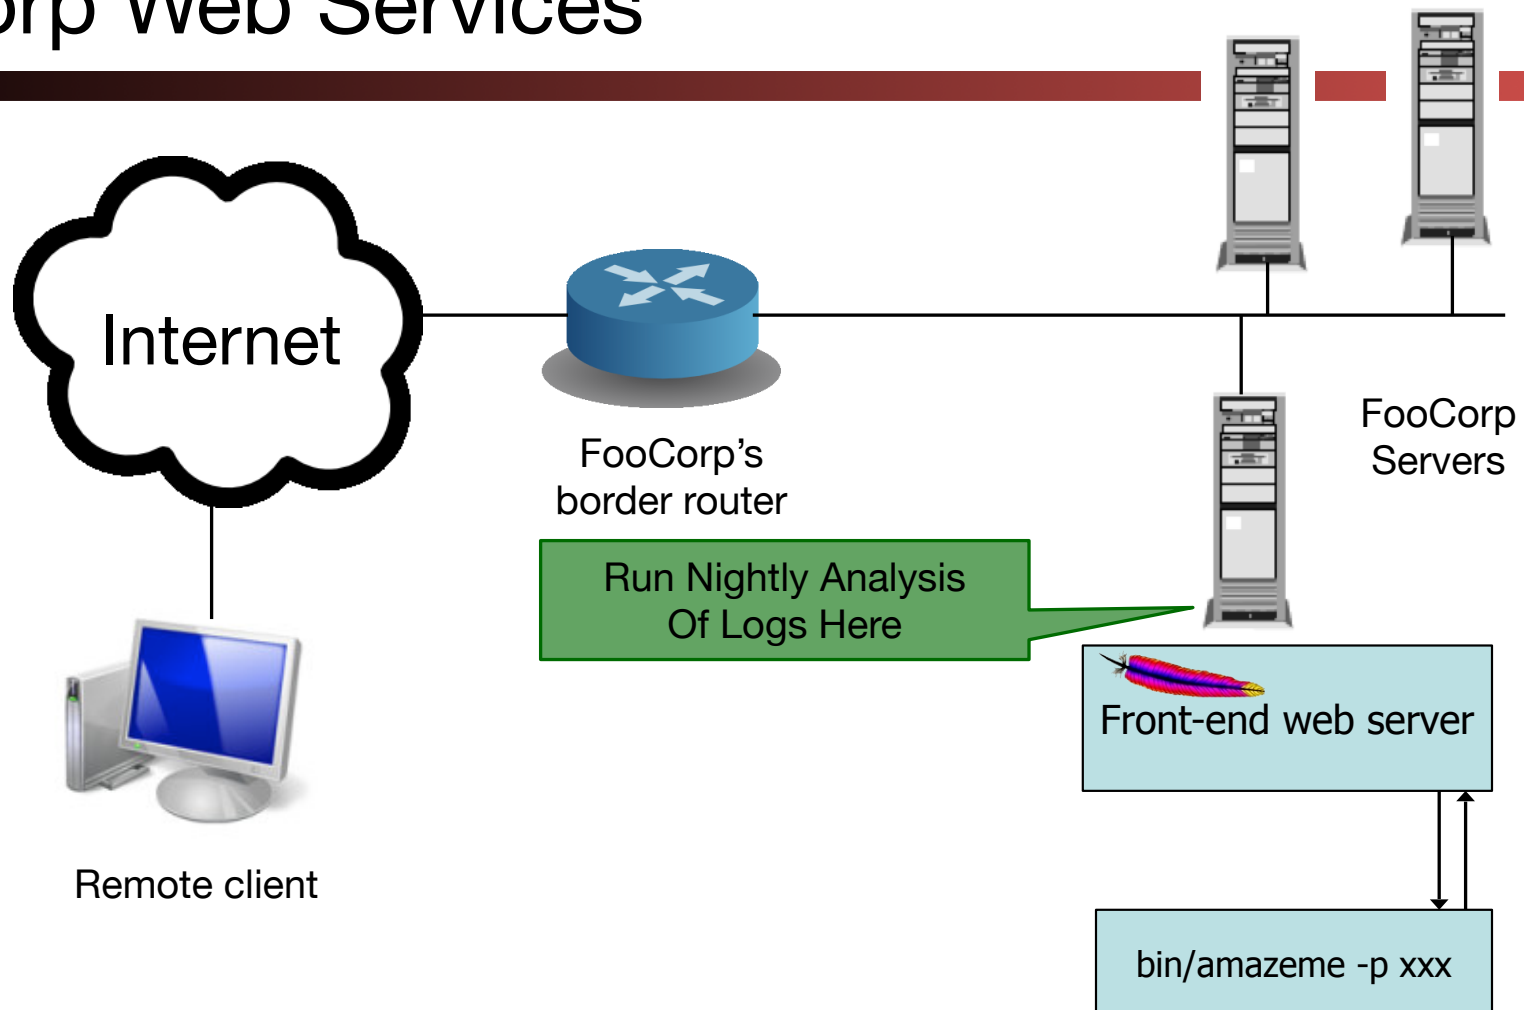 orp Web Services
Internet
FooCorp's
border router
FooCorp
Servers
Run Nightly Analysis
Of Logs Here
Front-end web server
Remote client
bin/amazeme -p xxx